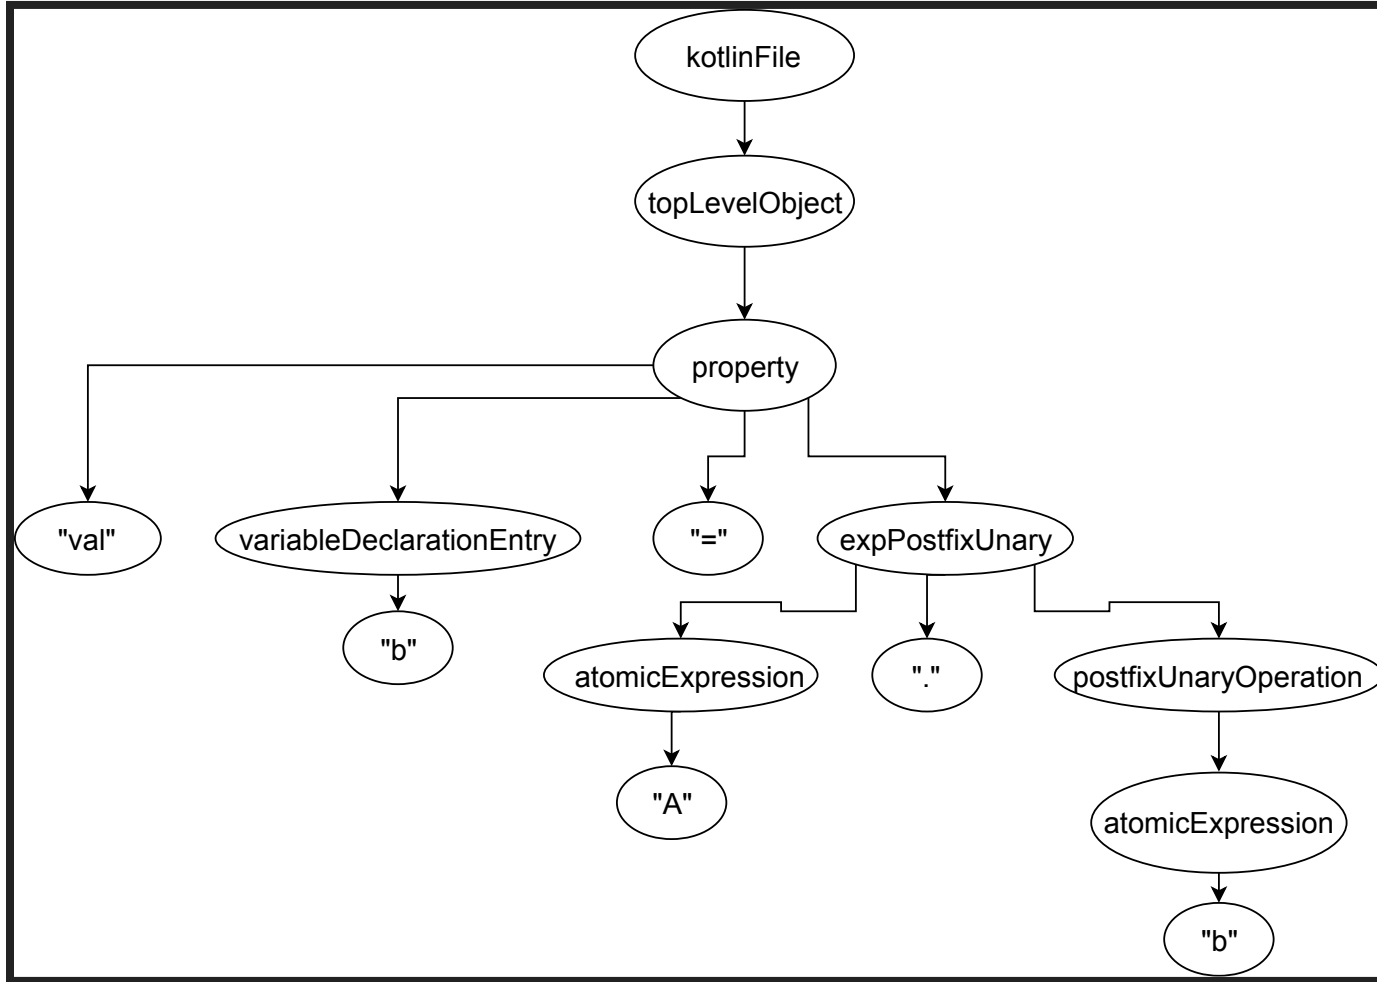 kotlinFile
topLevelObject
property
"val"
variableDeclarationEntry
"="
expPostfixUnary
"b"
atomicExpression
"."
postfixUnaryOperation
"A"
atomicExpression
"b"